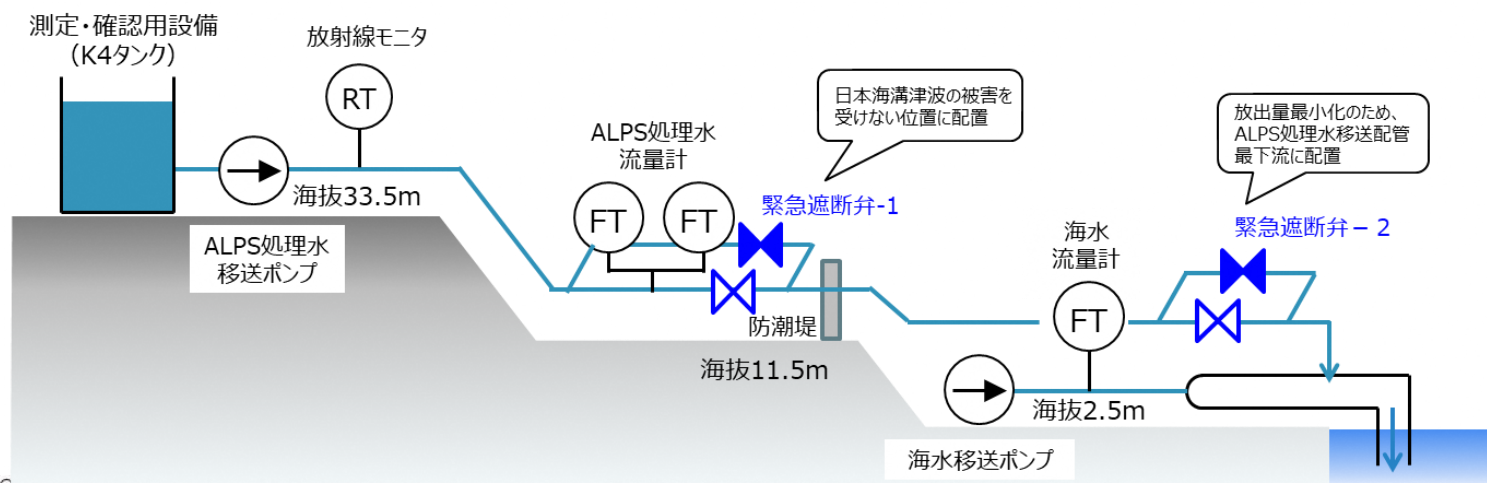 測定・確認用設備
（K4タンク）
放射線モニタ
RT
海抜33.5m
ALPS処理水
移送ポンプ
ALPS処理水
流量計
FT
FT
日本海溝津波の被害を
受けない位置に配置
緊急遮断弁-1
防潮堤
海抜11.5m
海水
流量計
FT
放出量最小化のため、
ALPS処理水移送配管
最下流に配置
緊急遮断弁－2
海抜2.5m
海水移送ポンプ